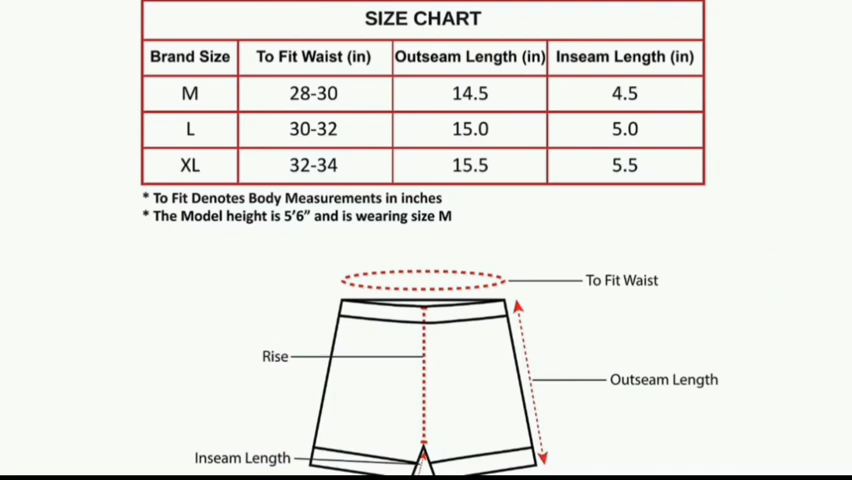 SIZE CHART
Brand Size To Fit Waist (in) Outseam Length (in) Inseam Length (in)
M 28-30 14.5 4.5
L 30-32 15.0 5.0
XL 32-34 15.5 5.5
* To Fit Denotes Body Measurements in inches
* The Model height is 5’6” and is wearing size M
To Fit Waist
Rise
Outseam Length
Inseam Length